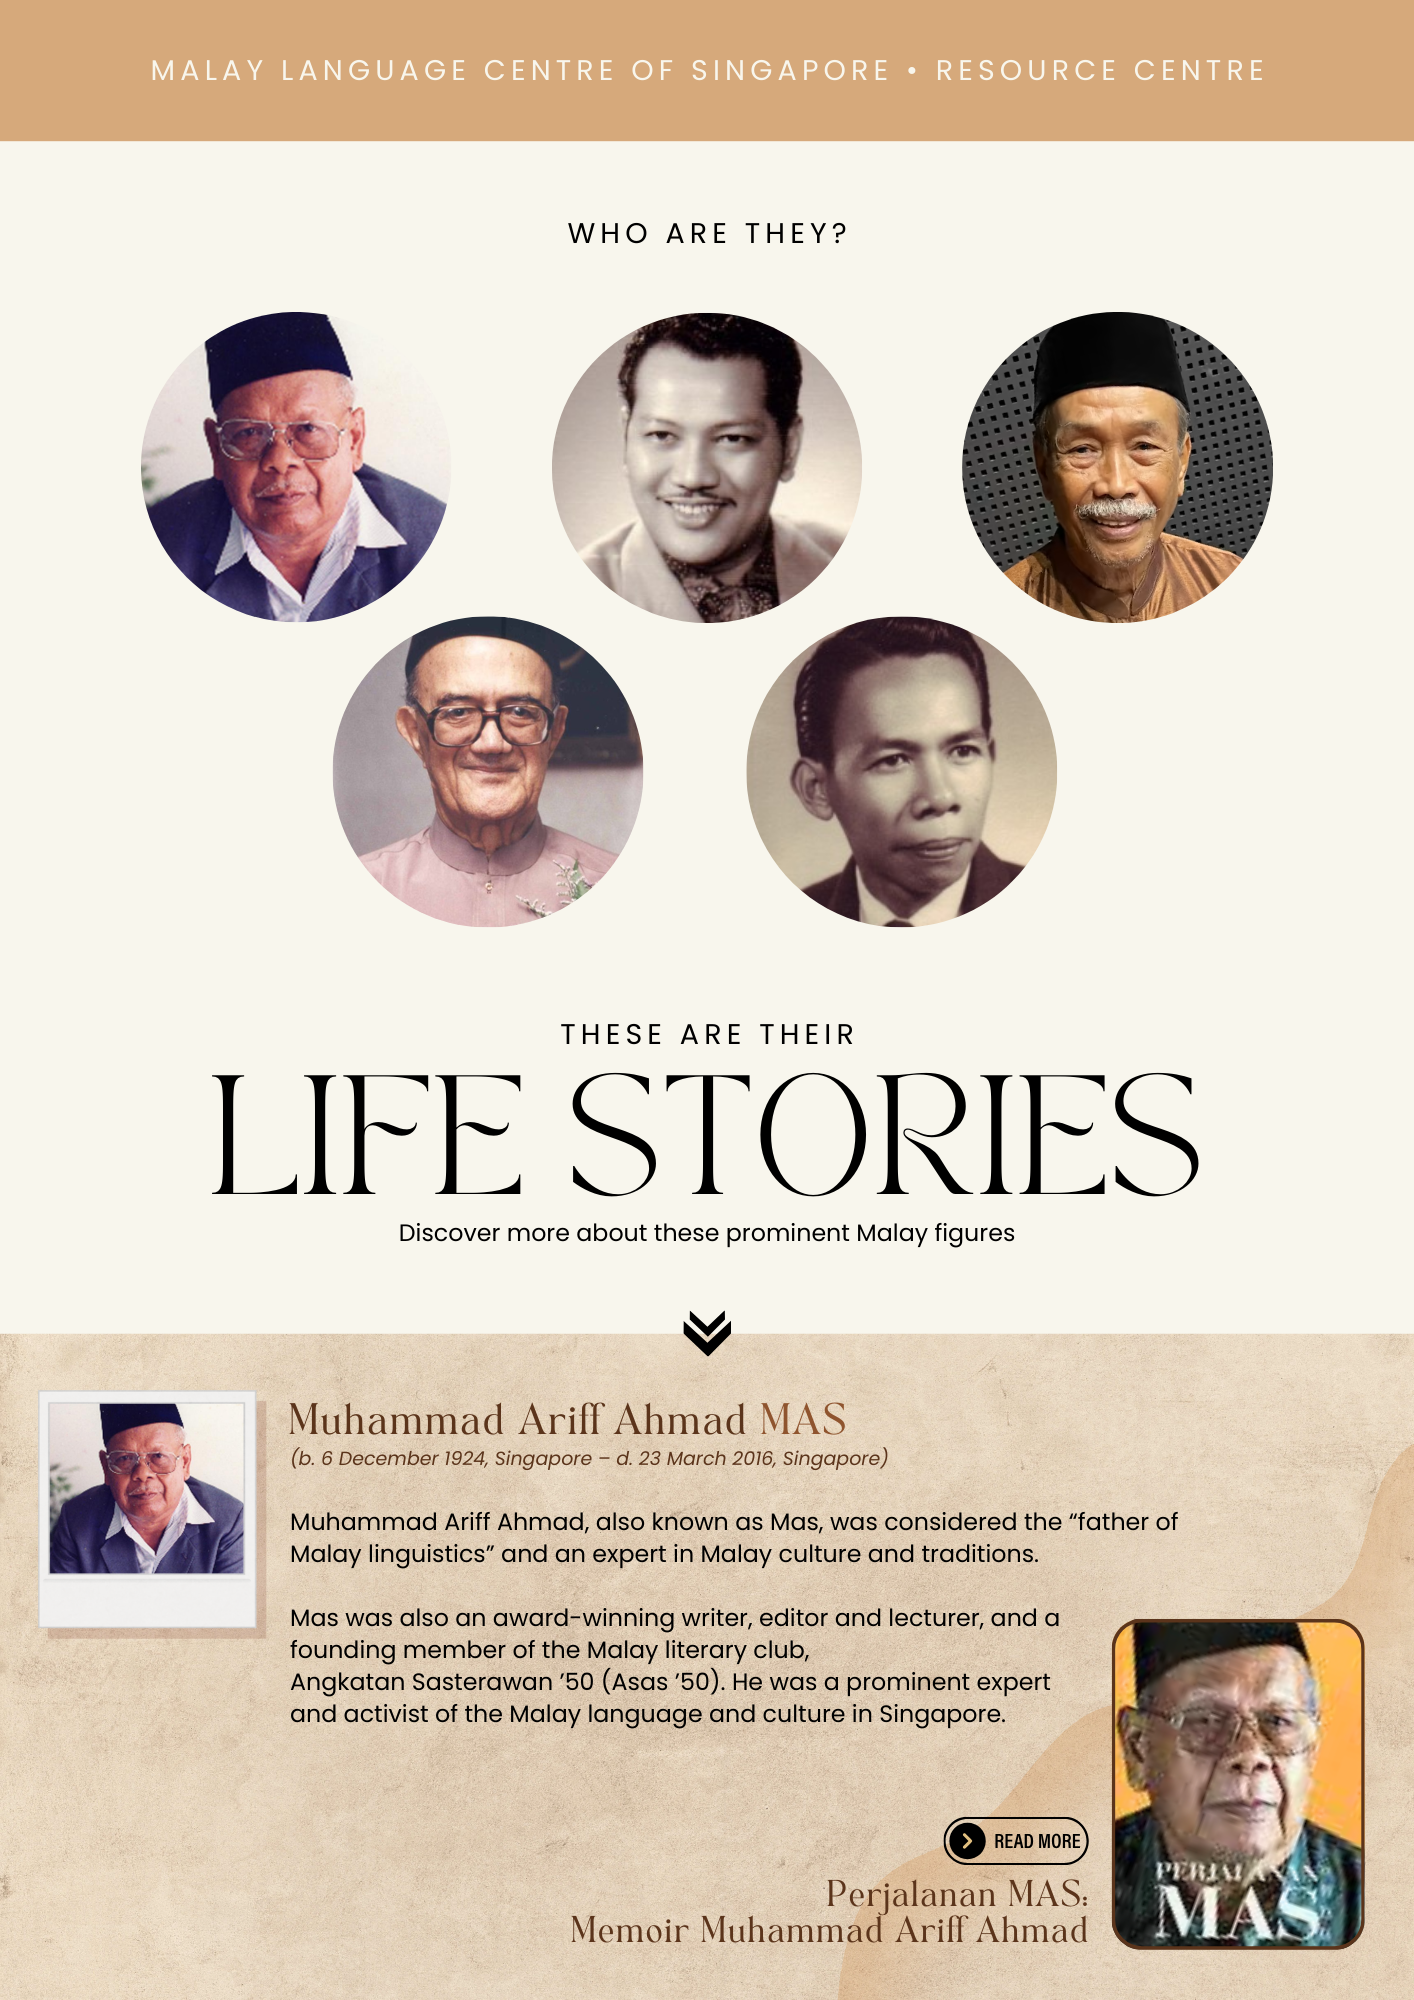 MALAY LANGUAGE CENTRE OF SINGAPORE • RESOURCE CENTRE
WHO ARE THEY?
THESE ARE THEIR
LIFE STORIES
Discover more about these prominent Malay figures
Muhammad Ariff Ahmad MAS
(b. 6 December 1924, Singapore – d. 23 March 2016, Singapore)
Muhammad Ariff Ahmad, also known as Mas, was considered the “father of
Malay linguistics” and an expert in Malay culture and traditions.
Mas was also an award-winning writer, editor and lecturer, and a
founding member of the Malay literary club,
Angkatan Sasterawan ’50 (Asas ’50). He was a prominent expert
and activist of the Malay language and culture in Singapore.
READ MORE
Perjalanan MAS:
Memoir Muhammad Ariff Ahmad
PERJALANAN
MAS